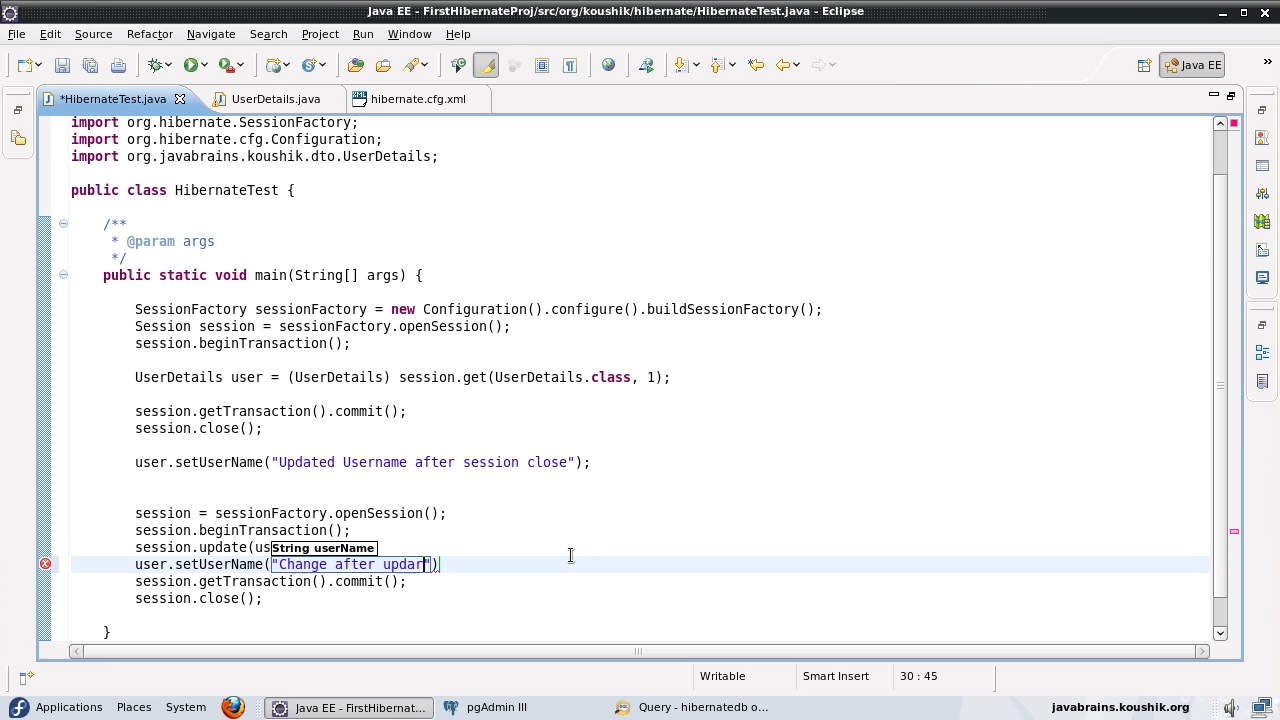 Java EE - FirstHibernateProj/src/org/koushik/hibernate/HibernateTest.java - Eclipse
File Edit Source Refactor Navigate Search Project Run Window Help
Java EE
»
*HibernateTest.java UserDetails.java hibernate.cfg.xml
import org.hibernate.SessionFactory;
import org.hibernate.cfg.Configuration;
import org.javabrains.koushik.dto.UserDetails;
public class HibernateTest {
/**
* @param args
*/
public static void main(String[] args) {
SessionFactory sessionFactory = new Configuration().configure().buildSessionFactory();
Session session = sessionFactory.openSession();
session.beginTransaction();
UserDetails user = (UserDetails) session.get(UserDetails.class, 1);
session.getTransaction().commit();
session.close();
user.setUserName("Updated Username after session close");
session = sessionFactory.openSession();
session.beginTransaction();
session.update(us
String userName
user.setUserName("Change after updar")
session.getTransaction().commit();
session.close();
}
Writable Smart Insert 30 : 45
Applications Places System Java EE - FirstHibernat... pgAdmin III Query - hibernatedb o... javabrains.koushik.org